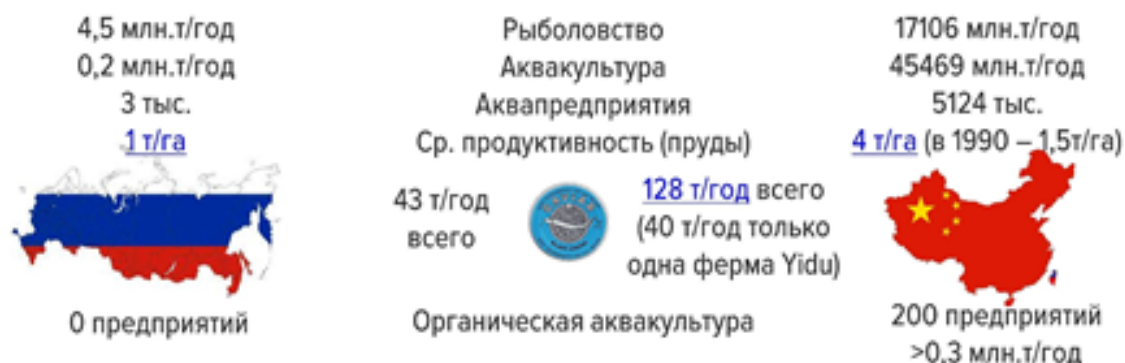 4,5 млн.т/год Рыболовство 17106 млн.т/год
0,2 млн.т/год Аквакультура 45469 млн.т/год
3 тыс. Аквапредприятия 5124 тыс.
1 т/га Ср. продуктивность (пруды) 4 т/га (в 1990 – 1,5т/га)
43 т/год
всего
128 т/год всего
(40 т/год только
одна ферма Yidu)
0 предприятий Органическая аквакультура 200 предприятий
>0,3 млн.т/год